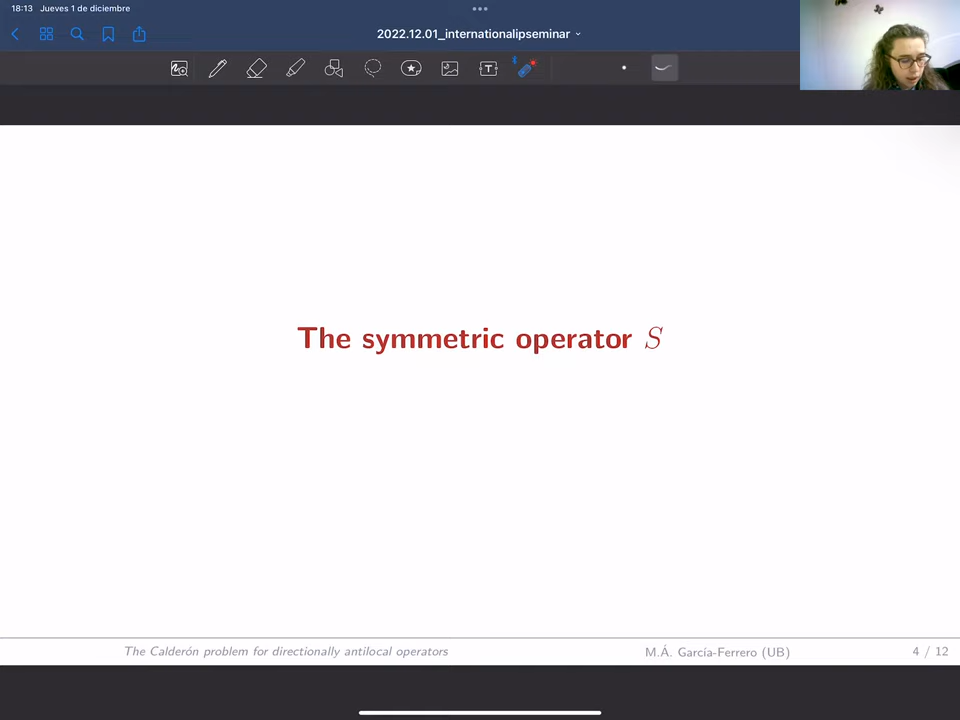 18:13 Jueves 1 de diciembre
2022.12.01_internationalipseminar
T
The symmetric operator S
The Calderón problem for directionally antilocal operators
M.Á. García-Ferrero (UB)
4 / 12